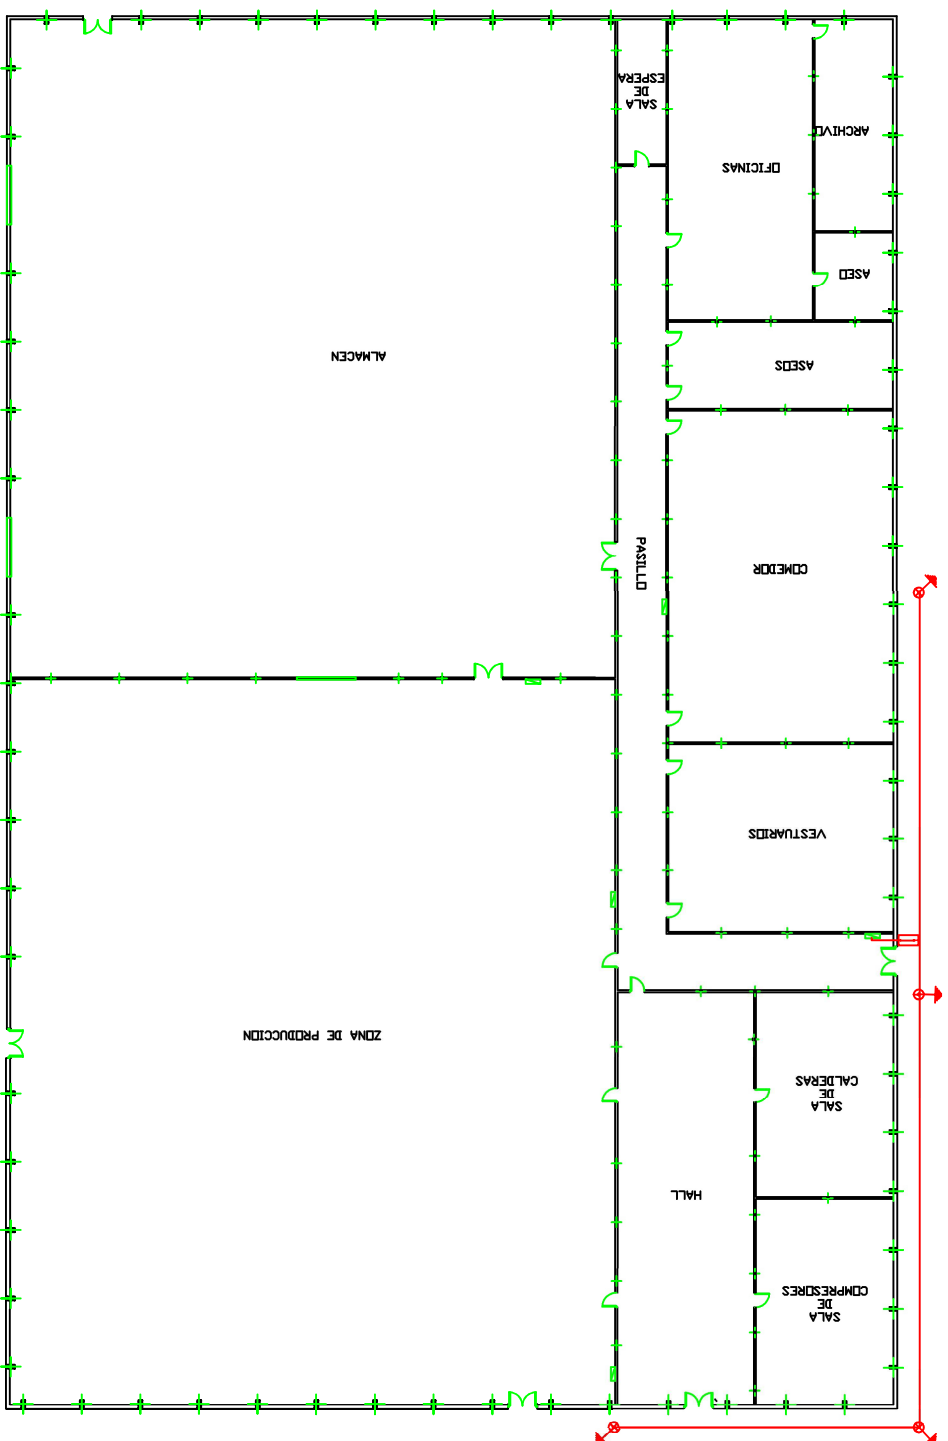 SALA
DE
ESPERA
ARCHIVO
OFICINAS
ASEO
ALMACEN
ASEOS
PASILLO
COMEDOR
VESTUARIOS
ZONA DE PRODUCCION
SALA
DE
CALDERAS
HALL
SALA
DE
COMPRESORES